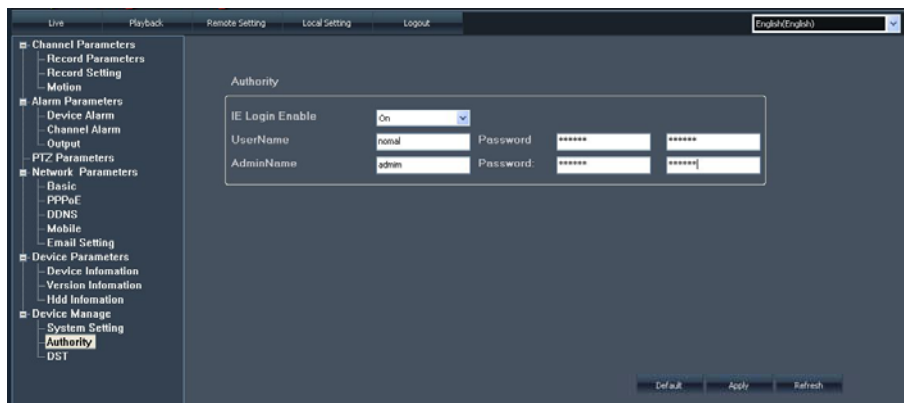 Live Playback Remote Setting Local Setting Logout English(English)
Channel Parameters
Record Parameters
Record Setting
Motion
Alarm Parameters
Device Alarm
Channel Alarm
Output
PTZ Parameters
Network Parameters
Basic
PPPoE
DDNS
Mobile
Email Setting
Device Parameters
Device Infomation
Version Infomation
Hdd Infomation
Device Manage
System Setting
Authority
DST
Authority
IE Login Enable On
UserName nomal Password ****** ******
AdminName admim Password: ****** ******
Default Apply Refresh